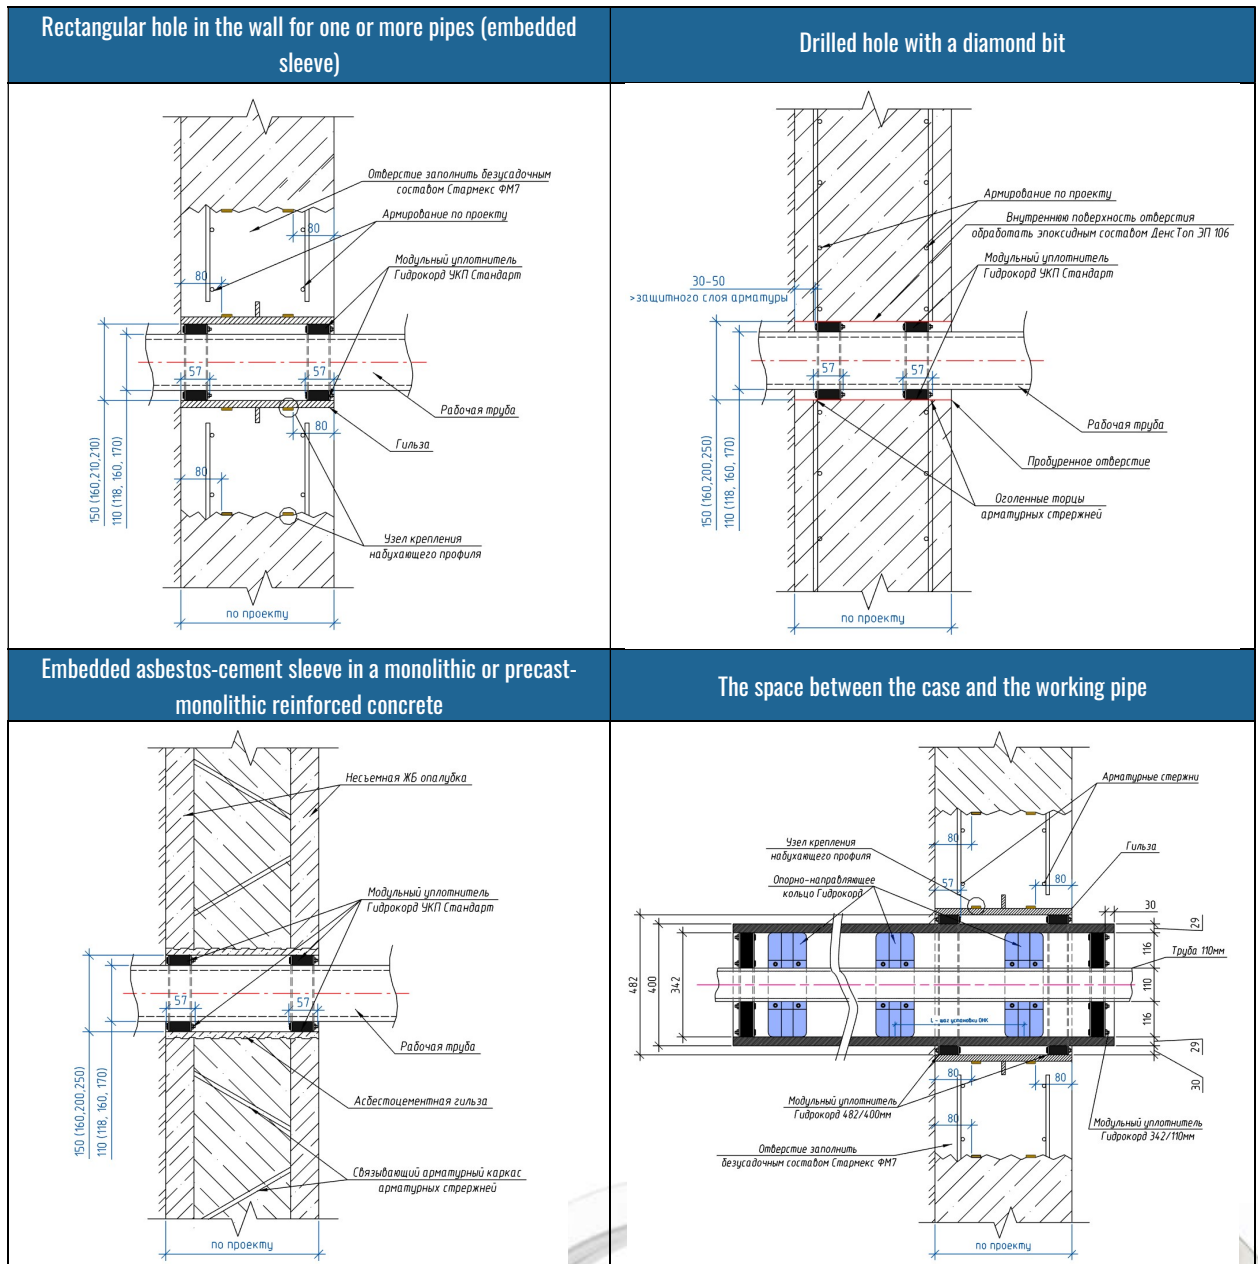 Rectangular hole in the wall for one or more pipes (embedded
sleeve)
Drilled hole with a diamond bit
Отверстие заполнить безусадочным
составом Стармекс ФМ7
Армирование по проекту
80
80
Модульный уплотнитель
Гидрокорд УКП Стандарт
57
57
Рабочая труба
80
Гильза
80
150 (160,210,210)
110 (118, 160, 170)
Узел крепления
набухающего профиля
по проекту
Армирование по проекту
Внутреннюю поверхность отверстия
обработать эпоксидным составом ДенсТоп ЭП 106
Модульный уплотнитель
Гидрокорд УКП Стандарт
30-50
>защитного слоя арматуры
57
57
Рабочая труба
150 (160,200,250)
110 (118, 160, 170)
Пробуренное отверстие
Оголенные торцы
арматурных стрержней
по проекту
Embedded asbestos-cement sleeve in a monolithic or precast-
monolithic reinforced concrete
The space between the case and the working pipe
Несъемная ЖБ опалубка
Модульный уплотнитель
Гидрокорд УКП Стандарт
57
57
Рабочая труба
150 (160,200,250)
110 (118, 160, 170)
Асбестоцементная гильза
Связывающий арматурный каркас
арматурных стрержней
по проекту
Арматурные стержни
Узел крепления
набухающего профиля
80
Гильза
Опорно-направляющее
кольцо Гидрокорд
57
80
30
29
482
400
342
116
Труба 110мм
110
116
L - шаг установки ОНК
29
30
80
80
Модульный уплотнитель
Гидрокорд 482/400мм
80
Модульный уплотнитель
Гидрокорд 342/110мм
Отверстие заполнить
безусадочным составом Стармекс ФМ7
по проекту